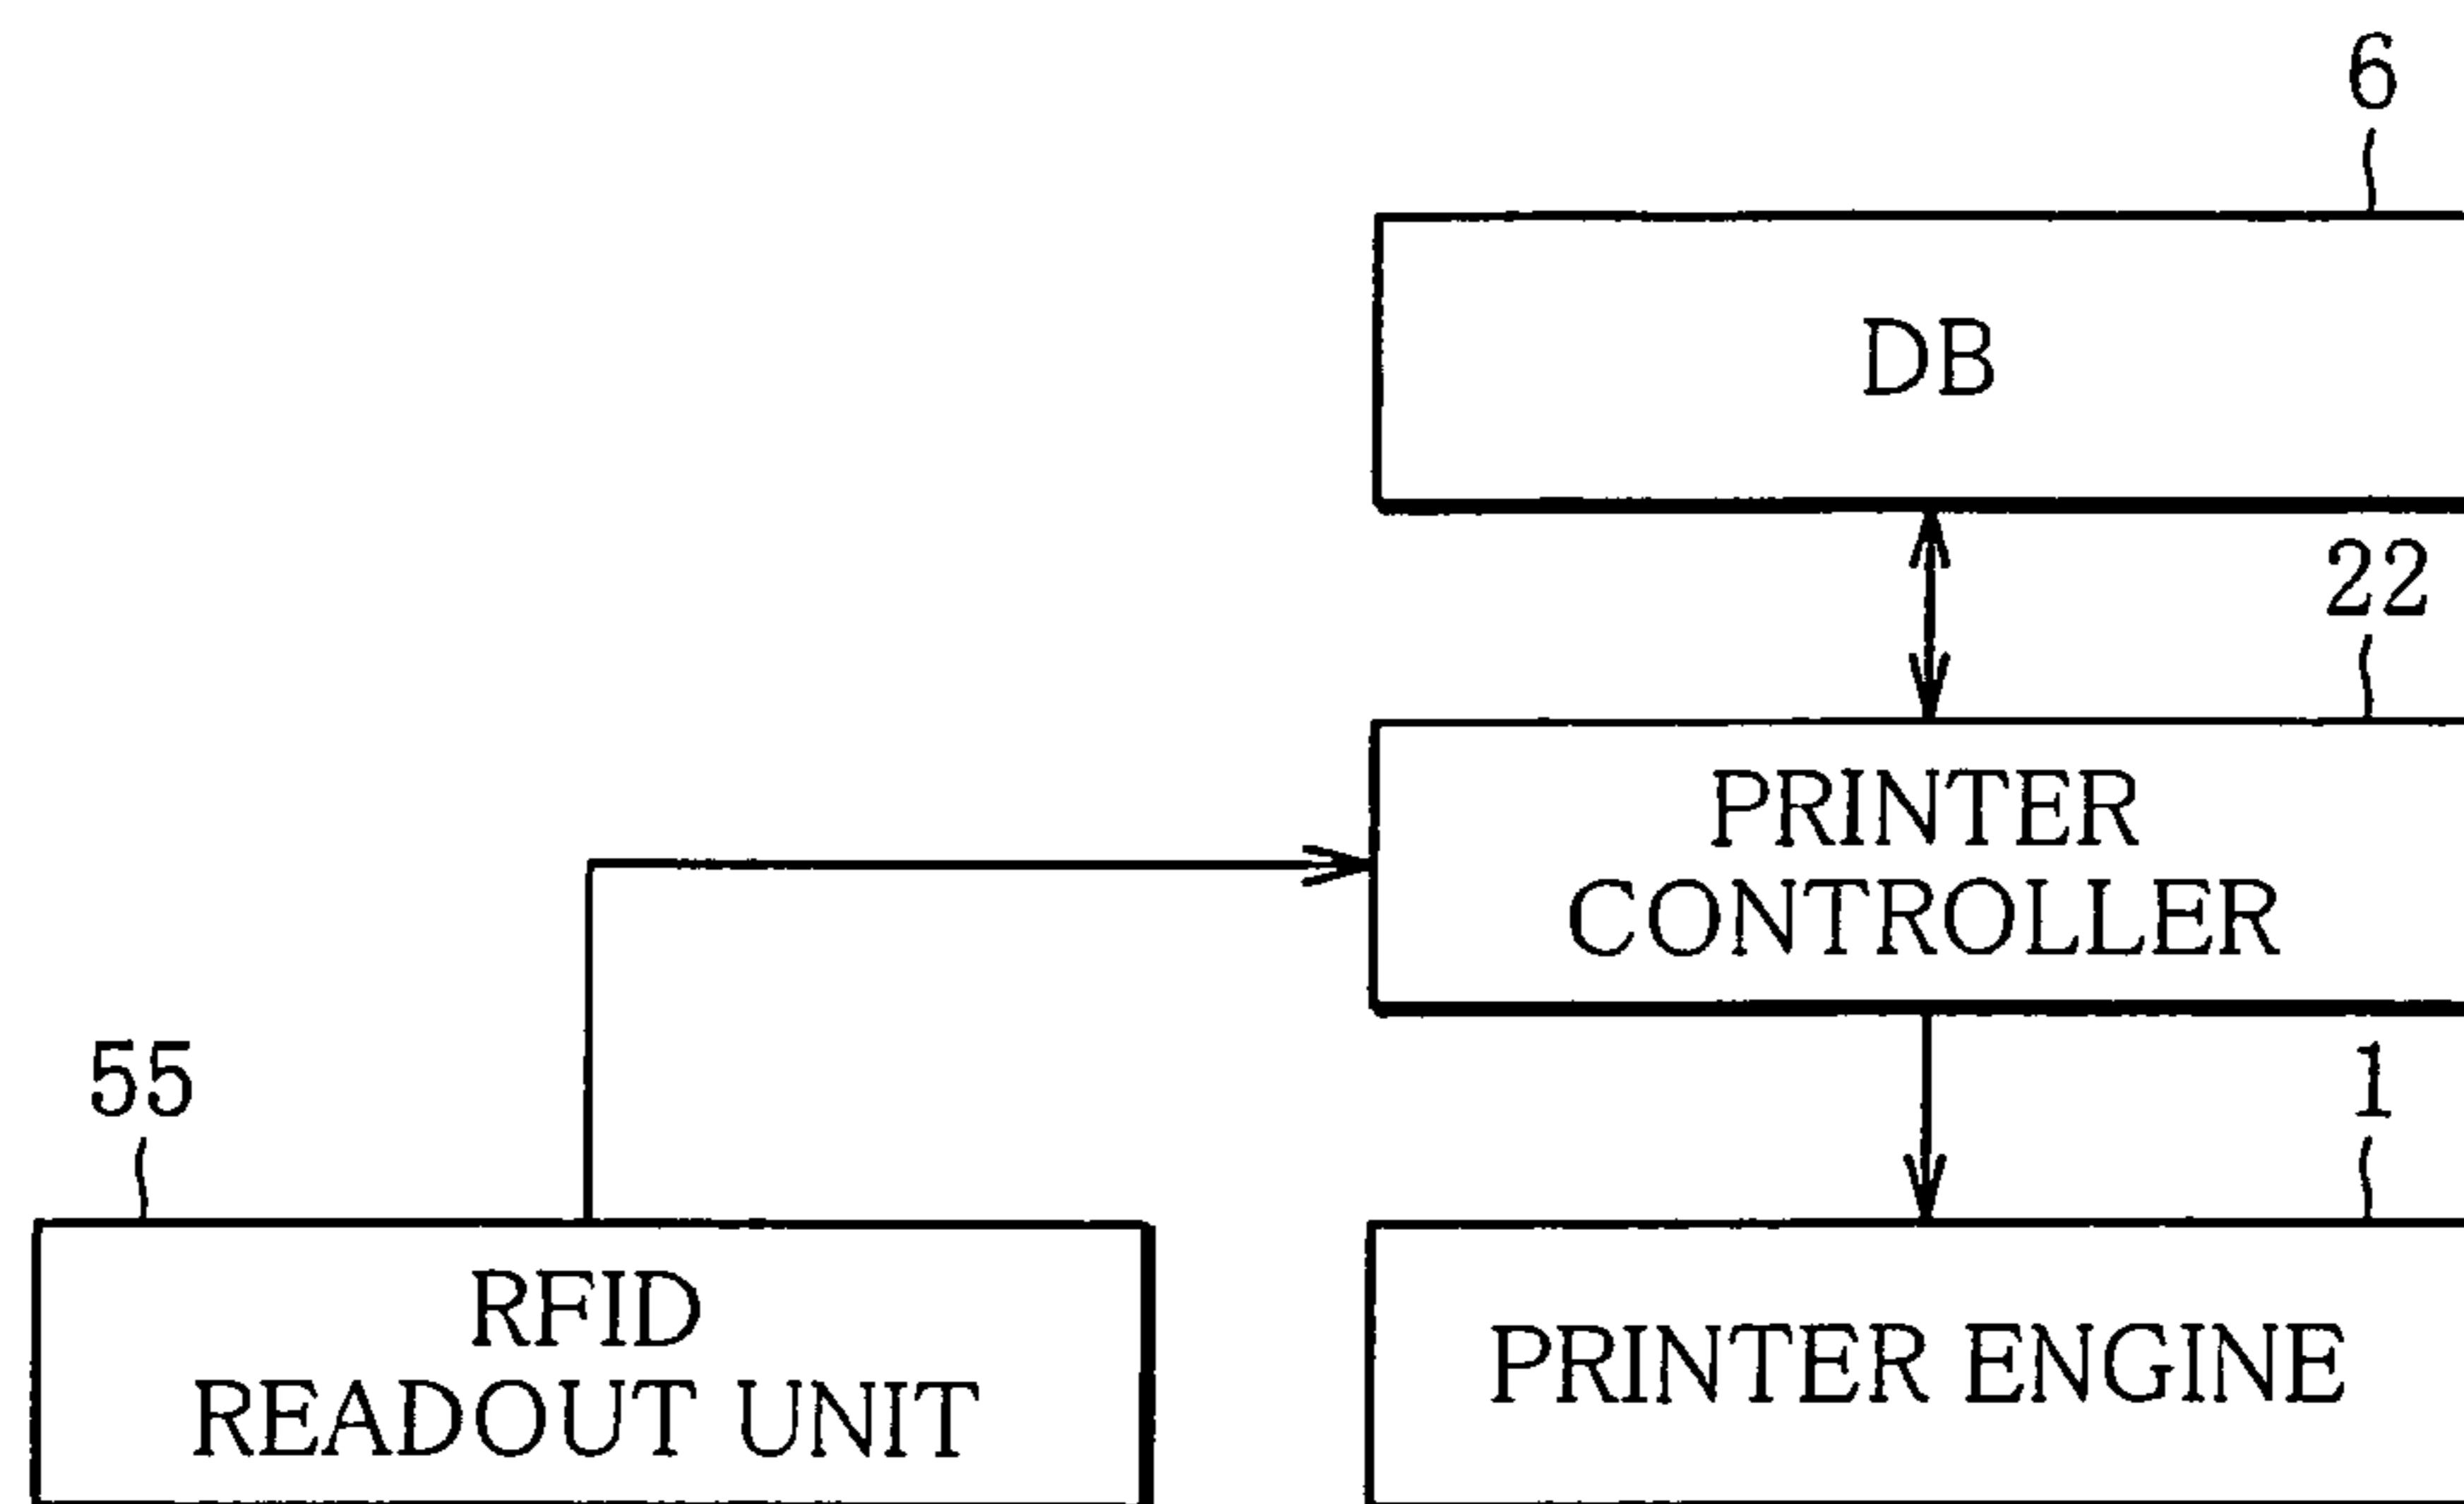 6
DB
22
PRINTER
CONTROLLER
55
1
RFID
READOUT UNIT
PRINTER ENGINE